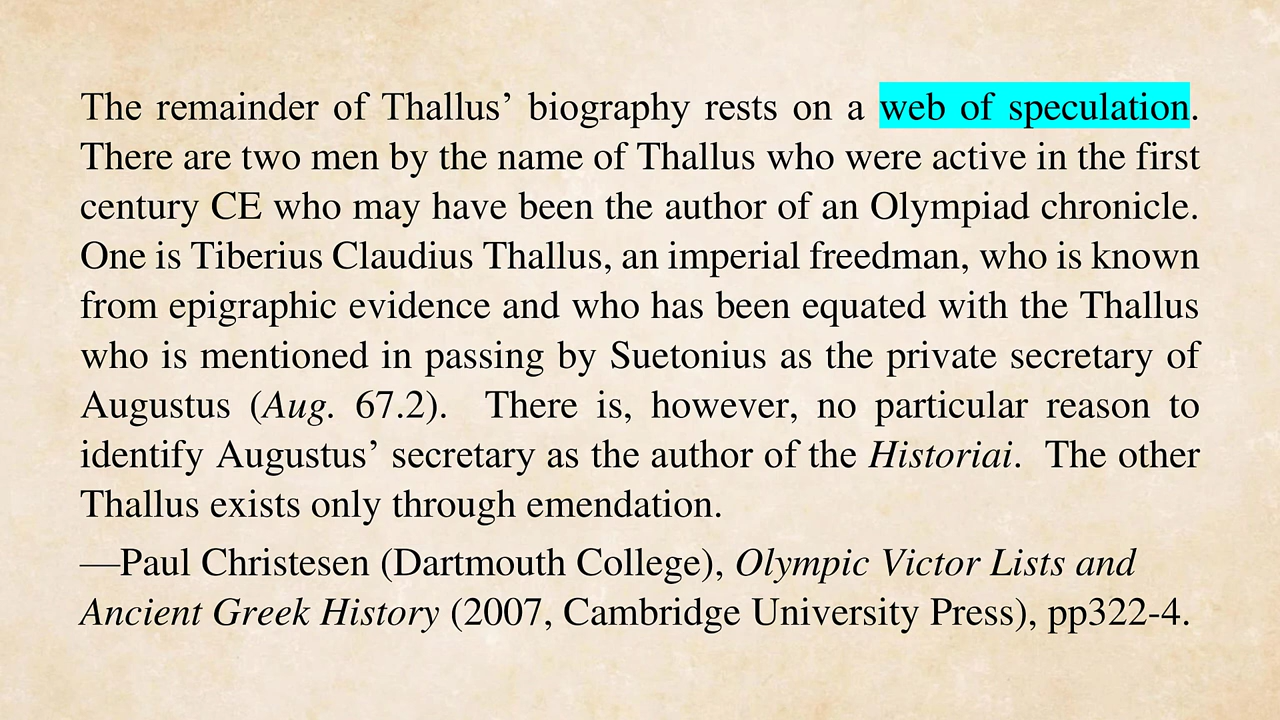 The remainder of Thallus’ biography rests on a web of speculation.
There are two men by the name of Thallus who were active in the first
century CE who may have been the author of an Olympiad chronicle.
One is Tiberius Claudius Thallus, an imperial freedman, who is known
from epigraphic evidence and who has been equated with the Thallus
who is mentioned in passing by Suetonius as the private secretary of
Augustus (Aug. 67.2). There is, however, no particular reason to
identify Augustus’ secretary as the author of the Historiai. The other
Thallus exists only through emendation.
—Paul Christesen (Dartmouth College), Olympic Victor Lists and
Ancient Greek History (2007, Cambridge University Press), pp322-4.